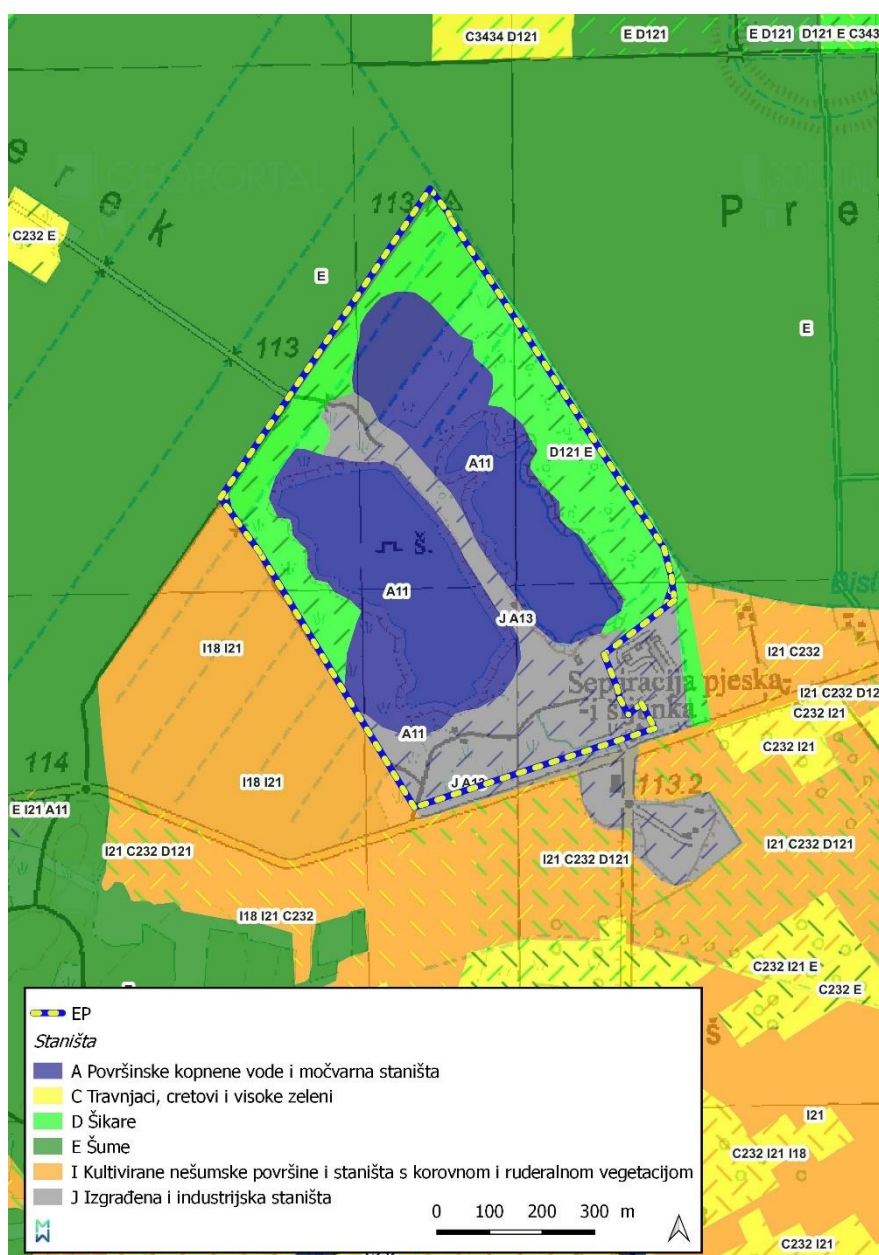 C3434 D121
E D121
D121 E C343
GEOPORTAL
e
r
e
k
113
P r e
C232 E
E
113
E
A11
D121 E
Š.
A11
J A13
Bist
I18 I21
I21 C232
Separacija pjeska-
-i šljunka
I21 C232 D12
C232 I21
C232 I21
A11
114
I18 I21
J A13
113.2
E I21 A11
I21 C232 D121
I21 C232 D121
I21 C232 D121
I18 I21 C232
C232 I21 E
C232 E
Š
I21
C232 I21 I18
C232 I21
EP
Staništa
A Površinske kopnene vode i močvarna staništa
C Travnjaci, cretovi i visoke zeleni
D Šikare
E Šume
I Kultivirane nešumske površine i staništa s korovnom i ruderalnom vegetacijom
J Izgrađena i industrijska staništa
0 100 200 300 m